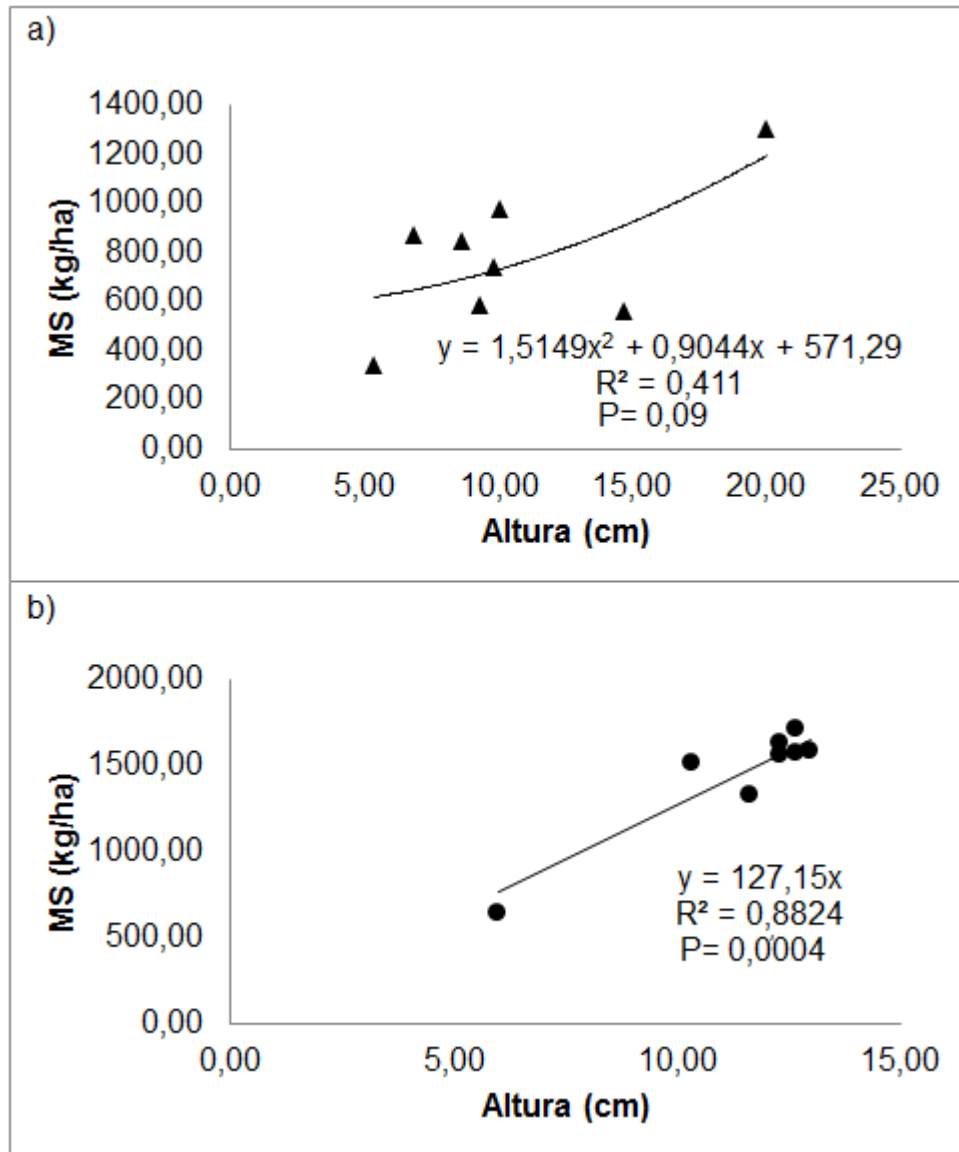 a)
1400,00
1200,00
1000,00
800,00
600,00
400,00
200,00
0,00
MS (kg/ha)
y = 1,5149x² + 0,9044x + 571,29
R² = 0,411
P= 0,09
0,00 5,00 10,00 15,00 20,00 25,00
Altura (cm)
b)
2000,00
1500,00
1000,00
500,00
0,00
MS (kg/ha)
y = 127,15x
R² = 0,8824
P= 0,0004
0,00 5,00 10,00 15,00
Altura (cm)